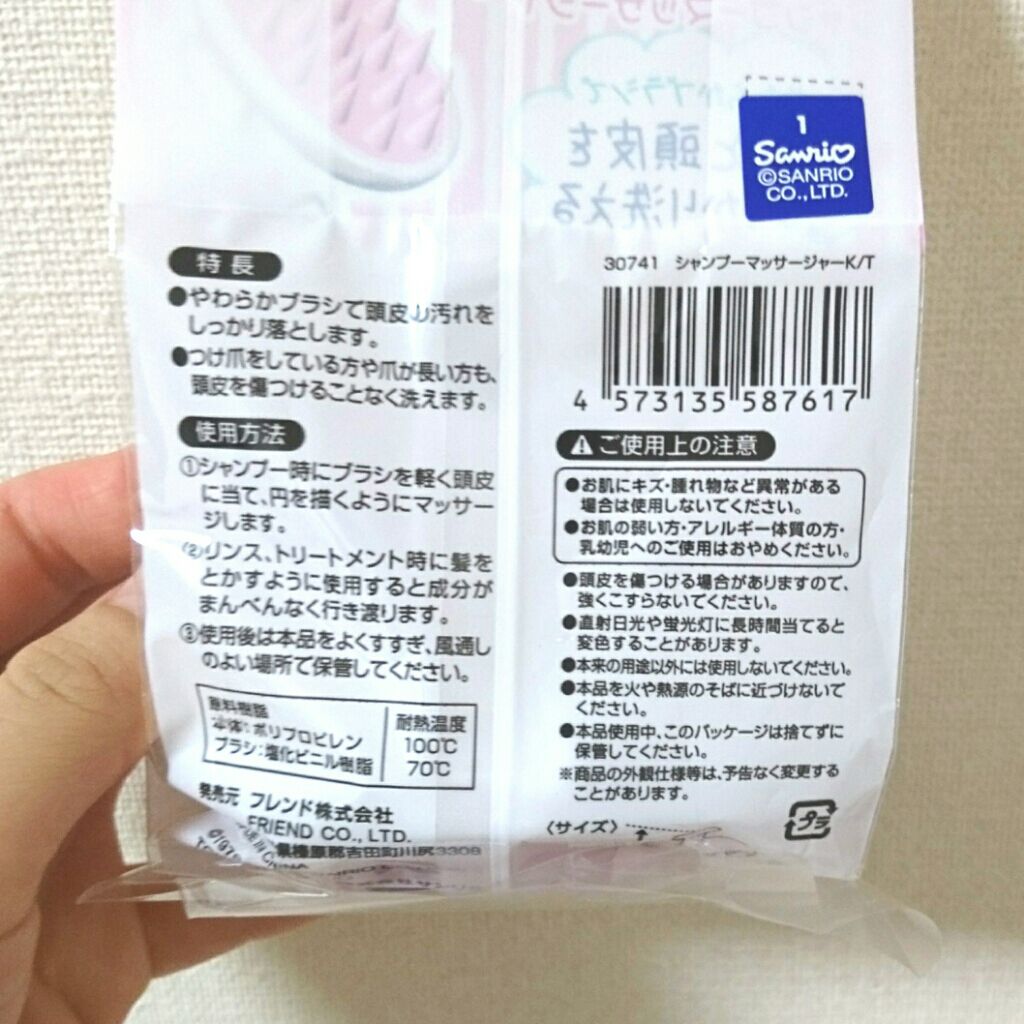 1
Sanrio
©SANRIO
CO.,LTD.
特長
●やわらかブラシで頭皮の汚れを
しっかり落とします。
●つけ爪をしている方や爪が長い方も、
頭皮を傷つけることなく洗えます。
使用方法
①シャンプー時にブラシを軽く頭皮
に当て、円を描くようにマッサー
ジします。
②リンス、トリートメント時に髪を
とかすように使用すると成分が
まんべんなく行き渡ります。
③使用後は本品をよくすすぎ、風通し
のよい場所で保管してください。
原料樹脂
耐熱温度
本体:ポリプロピレン
100℃
ブラシ:塩化ビニル樹脂
70℃
発売元 フレンド株式会社
FRIEND CO., LTD.
県榛原郡吉田町川尻3309
30741 シャンプーマッサージャーK/T
4 573135 587617
⚠ご使用上の注意
●お肌にキズ・腫れ物など異常がある
場合は使用しないでください。
●お肌の弱い方・アレルギー体質の方・
乳幼児へのご使用はおやめください。
●頭皮を傷つける場合がありますので、
強くこすらないでください。
●直射日光や蛍光灯に長時間当てると
変色することがあります。
●本来の用途以外には使用しないでください。
●本品を火や熱源のそばに近づけないで
ください。
●本品使用中、このパッケージは捨てずに
保管してください。
※商品の外観仕様等は、予告なく変更する
ことがあります。
プラ
〈サイズ〉